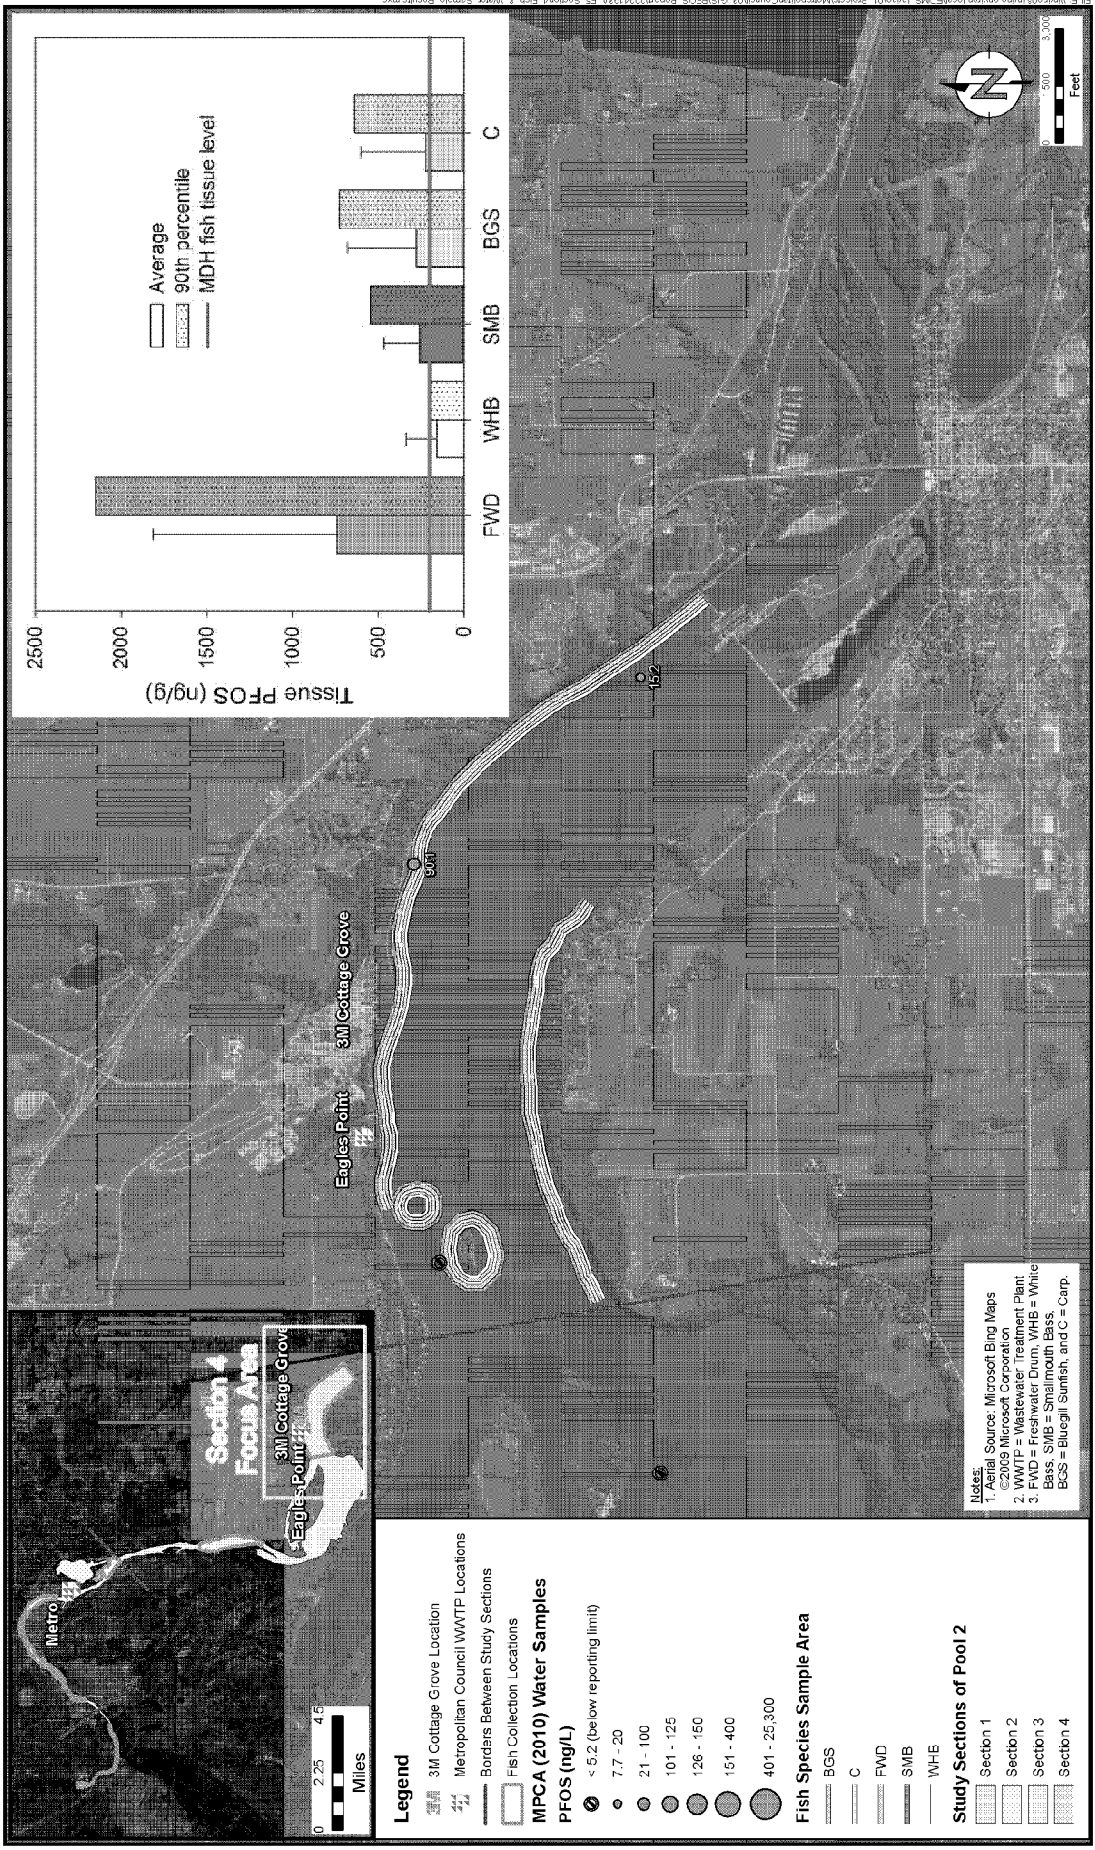 Tissue PFOS (ng/g)
2500
2000
1500
1000
500
0
Average
90th percentile
MDH fish tissue level
FWD
WHB
SMB
BGS
C
Metro
Section 4
Focus Area
Eagles Point
3M Cottage Grove
0 2.25 4.5
Miles
Eagles Point
3M Cottage Grove
90.1
15.2
N
0 1,500 3,000
Feet
Legend
3M Cottage Grove Location
Metropolitan Council WWTP Locations
Borders Between Study Sections
Fish Collection Locations
MPCA (2010) Water Samples
PFOS (ng/L)
< 5.2 (below reporting limit)
7.7 - 20
21 - 100
101 - 125
126 - 150
151 - 400
401 - 25,300
Fish Species Sample Area
BGS
C
FWD
SMB
WHB
Study Sections of Pool 2
Section 1
Section 2
Section 3
Section 4
Notes:
1. Aerial Source: Microsoft Bing Maps
©2009 Microsoft Corporation
2. WWTP = Wastewater Treatment Plant
3. FWD = Freshwater Drum, WHB = White
Bass, SMB = Smallmouth Bass,
BGS = Bluegill Sunfish, and C = Carp.